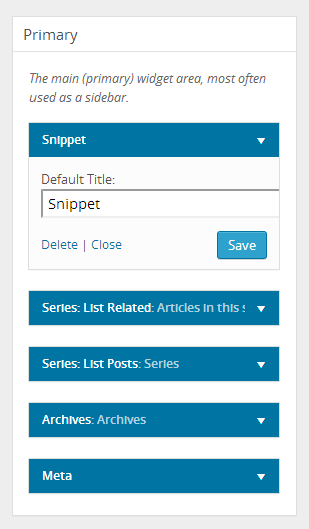 Primary
The main (primary) widget area, most often
used as a sidebar.
Snippet
Default Title:
Snippet
Delete | Close
Save
Series: List Related: Articles in this s
Series: List Posts: Series
Archives: Archives
Meta